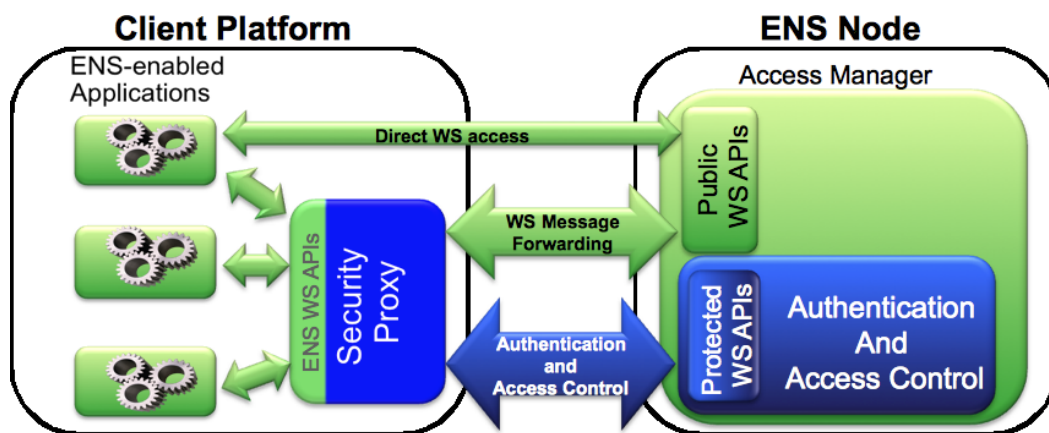 Client Platform
ENS Node
ENS-enabled
Applications
Access Manager
Direct WS access
Public
WS APIs
WS Message
Forwarding
ENS WS APIs
Security
Proxy
Authentication
and
Access Control
Protected
WS APIs
Authentication
And
Access Control